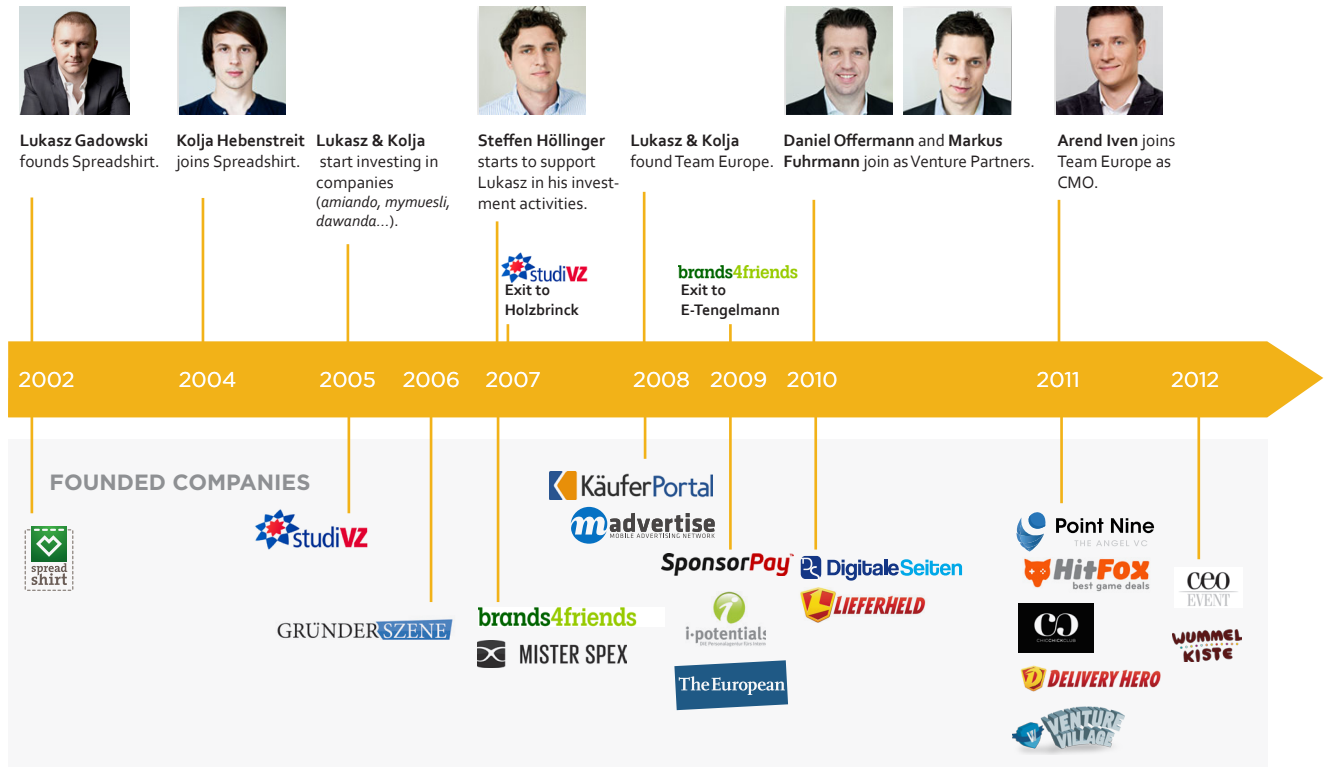 Lukasz Gadowski
founds Spreadshirt.
Kolja Hebenstreit
joins Spreadshirt.
Lukasz & Kolja
start investing in
companies
(amiando, mymuesli,
dawanda...).
Steffen Höllinger
starts to support
Lukasz in his invest-
ment activities.
Lukasz & Kolja
found Team Europe.
Daniel Offermann and Markus
Fuhrmann join as Venture Partners.
Arend Iven joins
Team Europe as
CMO.
studiVZ
Exit to
Holzbrinck
brands4friends
Exit to
E-Tengelmann
2002 2004 2005 2006 2007 2008 2009 2010 2011 2012
FOUNDED COMPANIES
spread
shirt
studiVZ
GRÜNDERSZENE
brands4friends
MISTER SPEX
KäuferPortal
madvertise
MOBILE ADVERTISING NETWORK
SponsorPay
i-potentials
Die Personalagentur fürs Intern
The European
DigitaleSeiten
LIEFERHELD
Point Nine
THE ANGEL VC
HitFox
best game deals
CHICCHICKCLUB
DELIVERY HERO
VENTURE
VILLAGE
ceo
EVENT
WUMMEL
KISTE